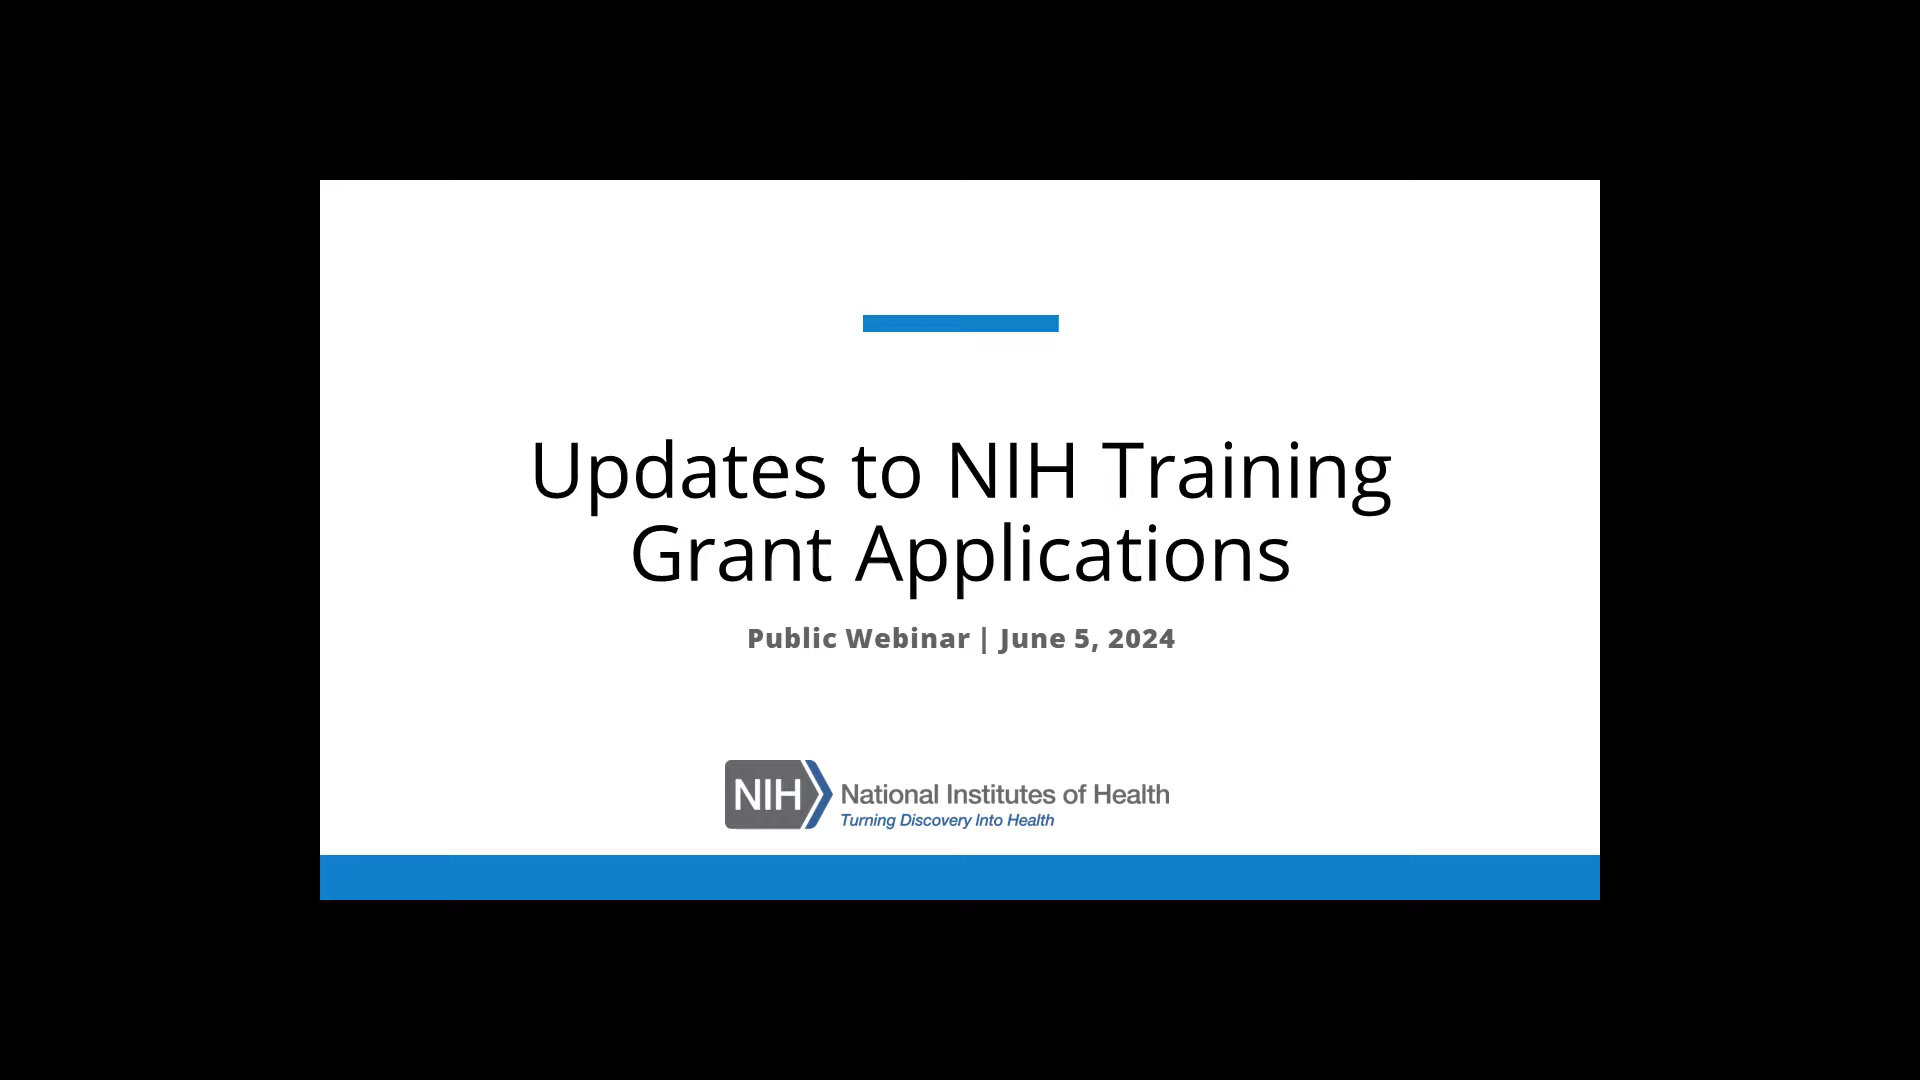 Updates to NIH Training
Grant Applications
Public Webinar | June 5, 2024
NIH National Institutes of Health
Turning Discovery Into Health